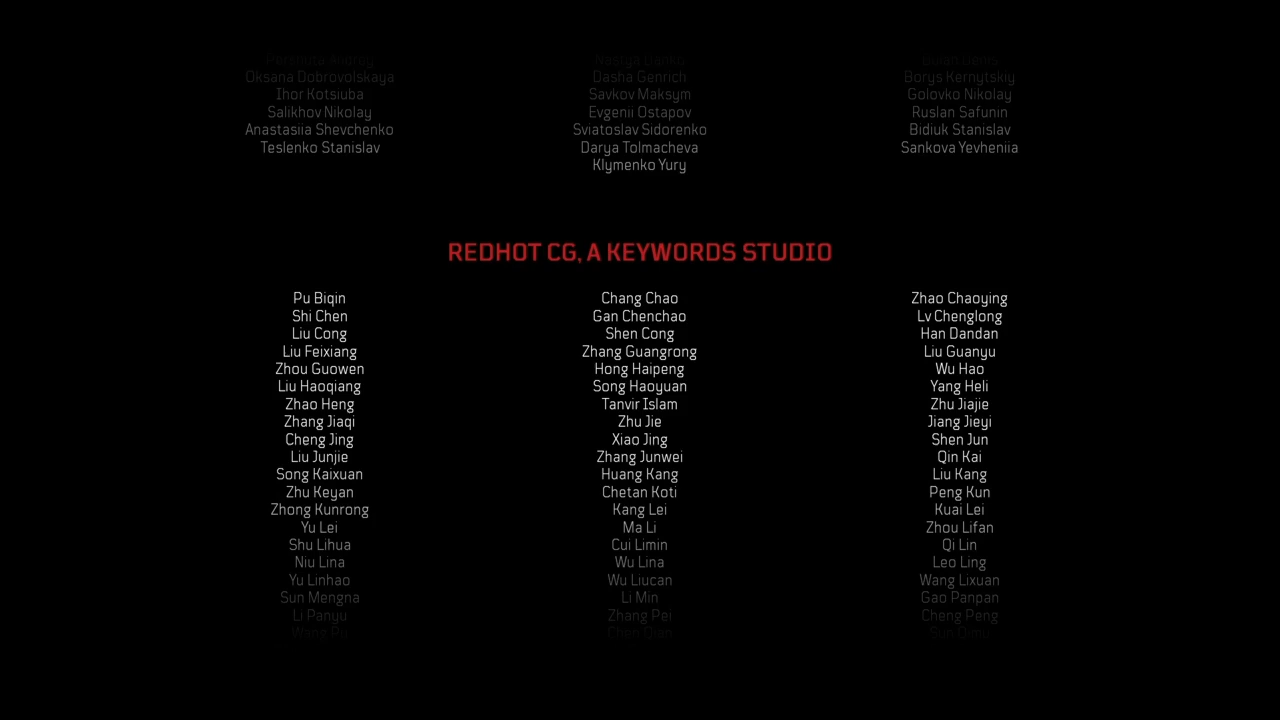 Oksana Dobrovolskaya Dasha Genrich Borys Kernytskiy
Ihor Kotsiuba Savkov Maksym Golovko Nikolay
Salikhov Nikolay Evgenii Ostapov Ruslan Safunin
Anastasiia Shevchenko Sviatoslav Sidorenko Bidiuk Stanislav
Teslenko Stanislav Darya Tolmacheva Sankova Yevheniia
Klymenko Yury
REDHOT CG, A KEYWORDS STUDIO
Pu Biqin Chang Chao Zhao Chaoying
Shi Chen Gan Chenchao Lv Chenglong
Liu Cong Shen Cong Han Dandan
Liu Feixiang Zhang Guangrong Liu Guanyu
Zhou Guowen Hong Haipeng Wu Hao
Liu Haoqiang Song Haoyuan Yang Heli
Zhao Heng Tanvir Islam Zhu Jiajie
Zhang Jiaqi Zhu Jie Jiang Jieyi
Cheng Jing Xiao Jing Shen Jun
Liu Junjie Zhang Junwei Qin Kai
Song Kaixuan Huang Kang Liu Kang
Zhu Keyan Chetan Koti Peng Kun
Zhong Kunrong Kang Lei Kuai Lei
Yu Lei Ma Li Zhou Lifan
Shu Lihua Cui Limin Qi Lin
Niu Lina Wu Lina Leo Ling
Yu Linhao Wu Liucan Wang Lixuan
Sun Mengna Li Min Gao Panpan
Li Panyu Zhang Pei Cheng Peng
Wang Pu Chen Qian Sun Qimu